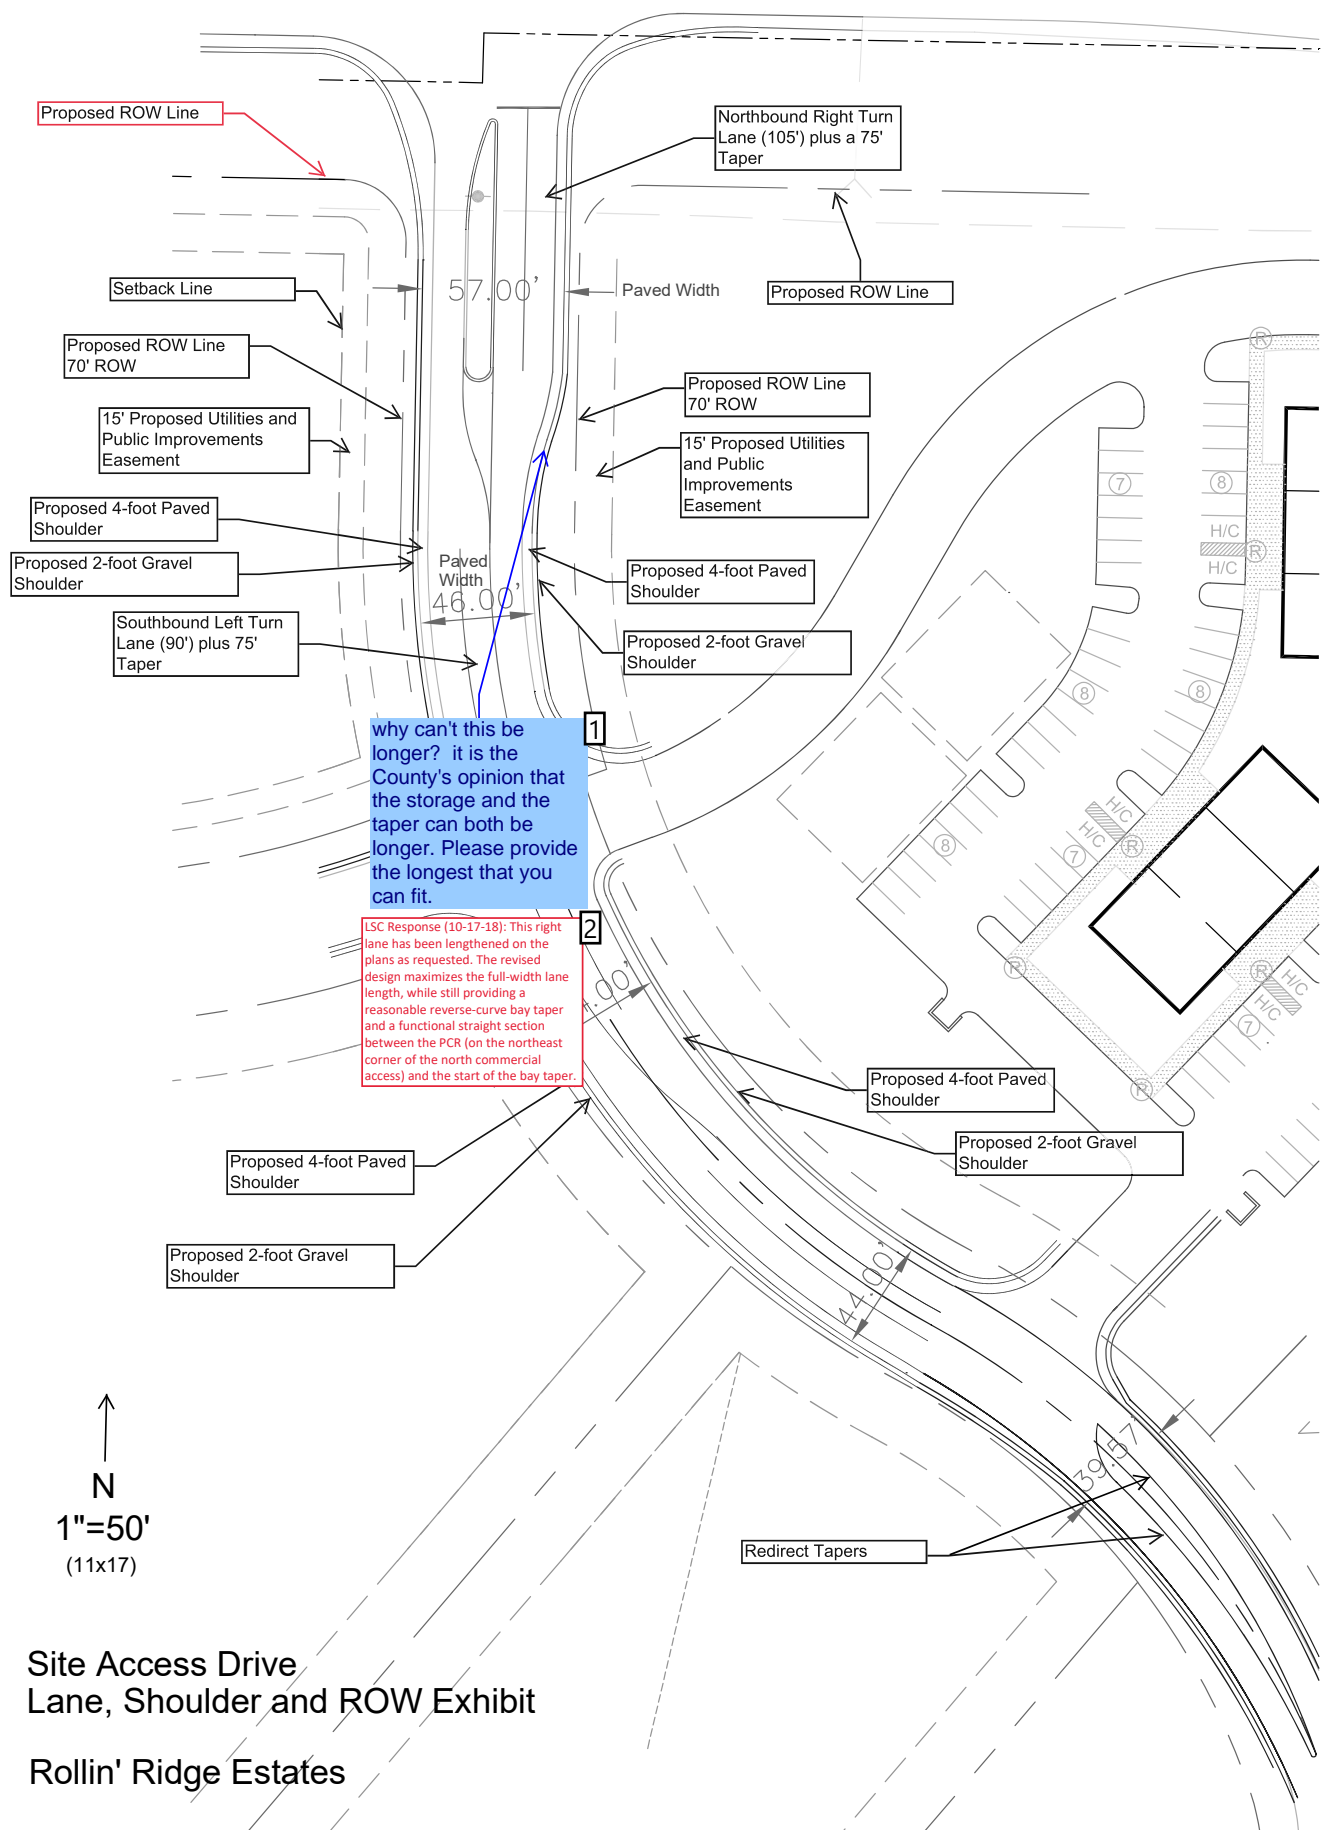 Proposed ROW Line
Northbound Right Turn
Lane (105') plus a 75'
Taper
Setback Line
57.00'
Paved Width
Proposed ROW Line
Proposed ROW Line
70' ROW
Proposed ROW Line
70' ROW
15' Proposed Utilities and
Public Improvements
Easement
15' Proposed Utilities
and Public
Improvements
Easement
7
8
H/C
R
R
H/C
Proposed 4-foot Paved
Shoulder
Proposed 2-foot Gravel
Shoulder
Paved
Width
46.00'
Proposed 4-foot Paved
Shoulder
Southbound Left Turn
Lane (90') plus 75'
Taper
Proposed 2-foot Gravel
Shoulder
8
8
why can't this be
longer?  it is the
County's opinion that
the storage and the
taper can both be
longer. Please provide
the longest that you
can fit.
1
8
H/C
H/C
7
R
LSC Response (10-17-18): This right
lane has been lengthened on the
plans as requested. The revised
design maximizes the full-width lane
length, while still providing a
reasonable reverse-curve bay taper
and a functional straight section
between the PCR (on the northeast
corner of the north commercial
access) and the start of the bay taper.
2
.00'
R
R
H/C
H/C
7
R
Proposed 4-foot Paved
Shoulder
Proposed 2-foot Gravel
Shoulder
Proposed 4-foot Paved
Shoulder
Proposed 2-foot Gravel
Shoulder
44.00'
39.57'
Redirect Tapers
N
1"=50'
(11x17)
Site Access Drive
Lane, Shoulder and ROW Exhibit
Rollin' Ridge Estates